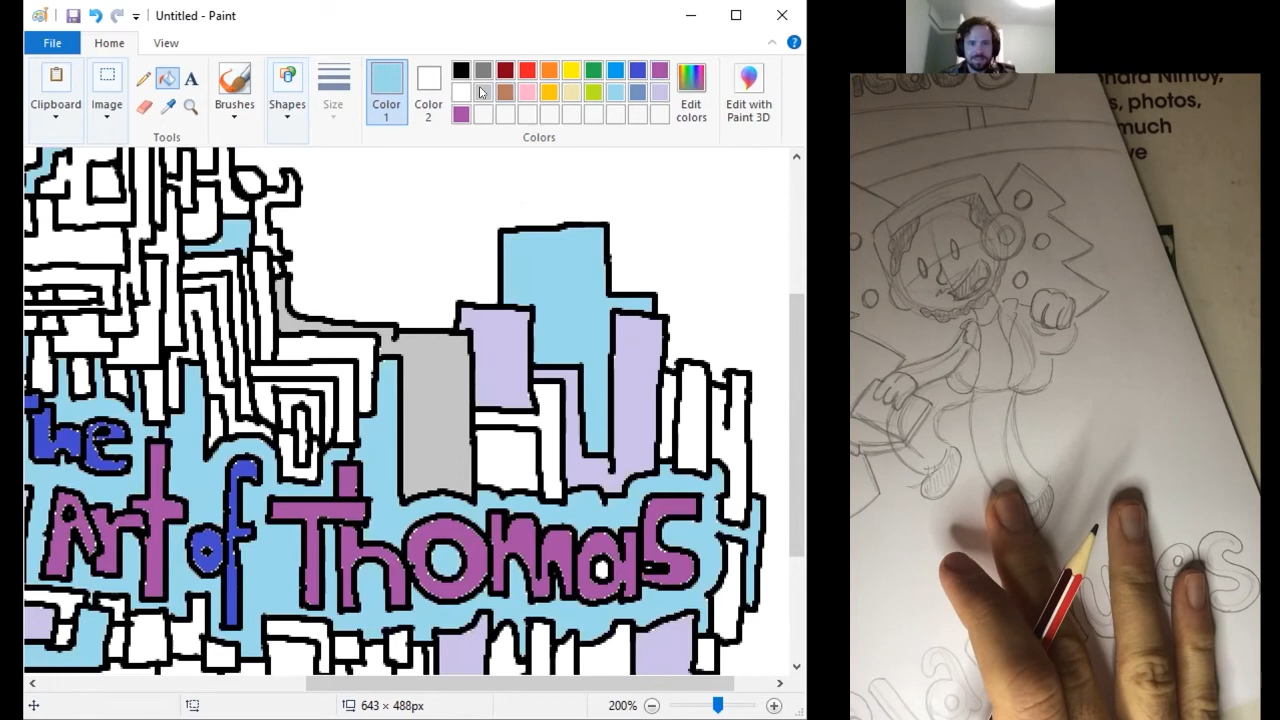 Untitled - Paint
File Home View
Clipboard
Image
Tools
Brushes
Shapes
Size
Color 1
Color 2
Edit colors
Edit with Paint 3D
Colors
A
The
Art of Thomas
643 × 488px
200%
nard Nimoy,
s, photos,
much
ve